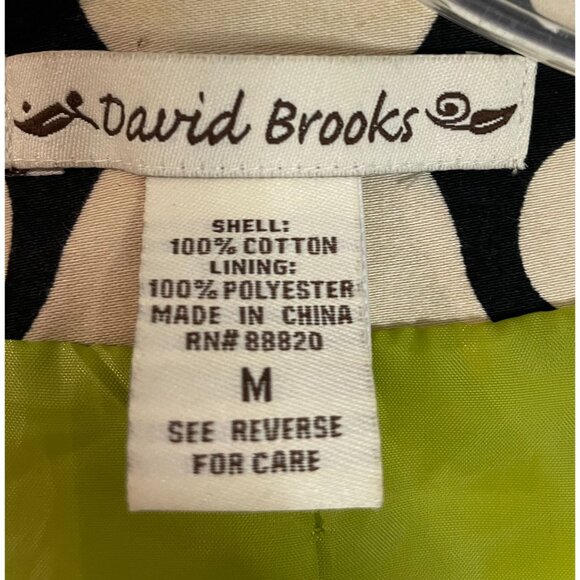 David Brooks
SHELL:
100% COTTON
LINING:
100% POLYESTER
MADE IN CHINA
RN# 88820
M
SEE REVERSE
FOR CARE